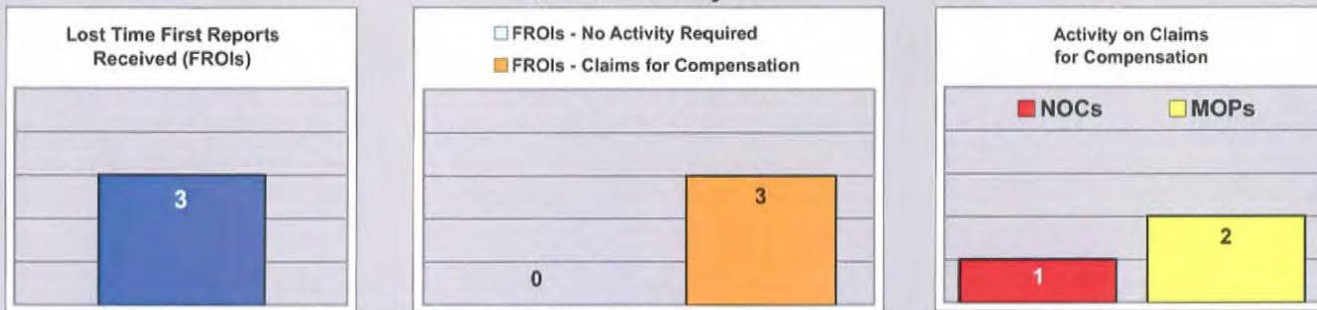 Lost Time First Reports
Received (FROIs)
3
FROIs - No Activity Required
FROIs - Claims for Compensation
0
3
Activity on Claims
for Compensation
NOCs MOPs
1
2